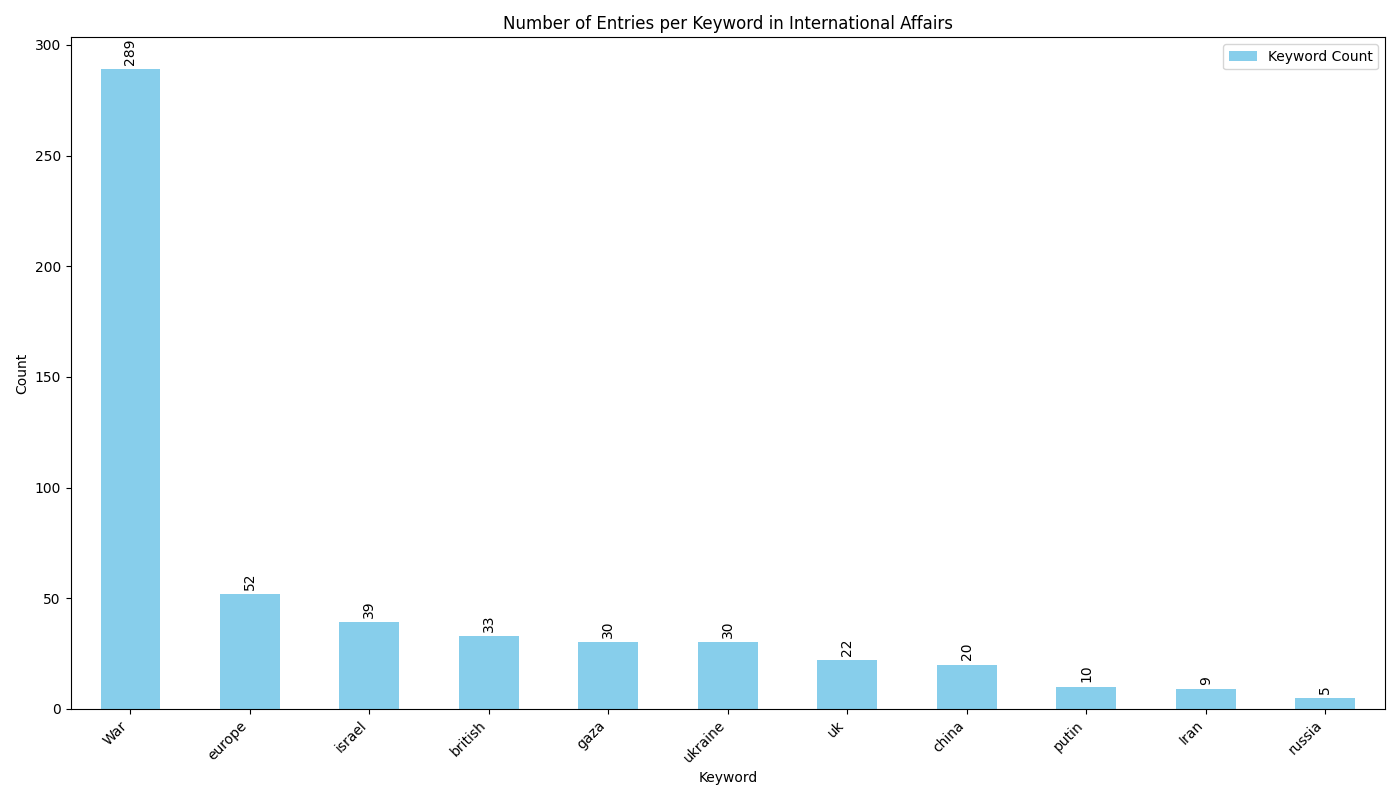 Number of Entries per Keyword in International Affairs
Keyword Count
Count
300
250
200
150
100
50
0
289
52
39
33
30
30
22
20
10
9
5
War
europe
israel
british
gaza
ukraine
uk
china
putin
Iran
russia
Keyword